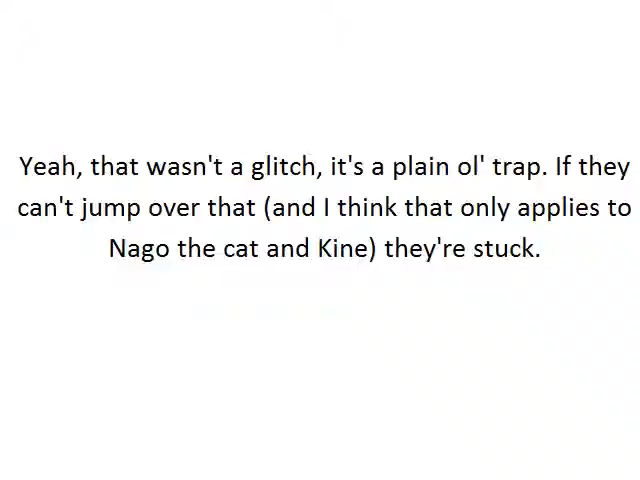 Yeah, that wasn't a glitch, it's a plain ol' trap. If they
can't jump over that (and I think that only applies to
Nago the cat and Kine) they're stuck.